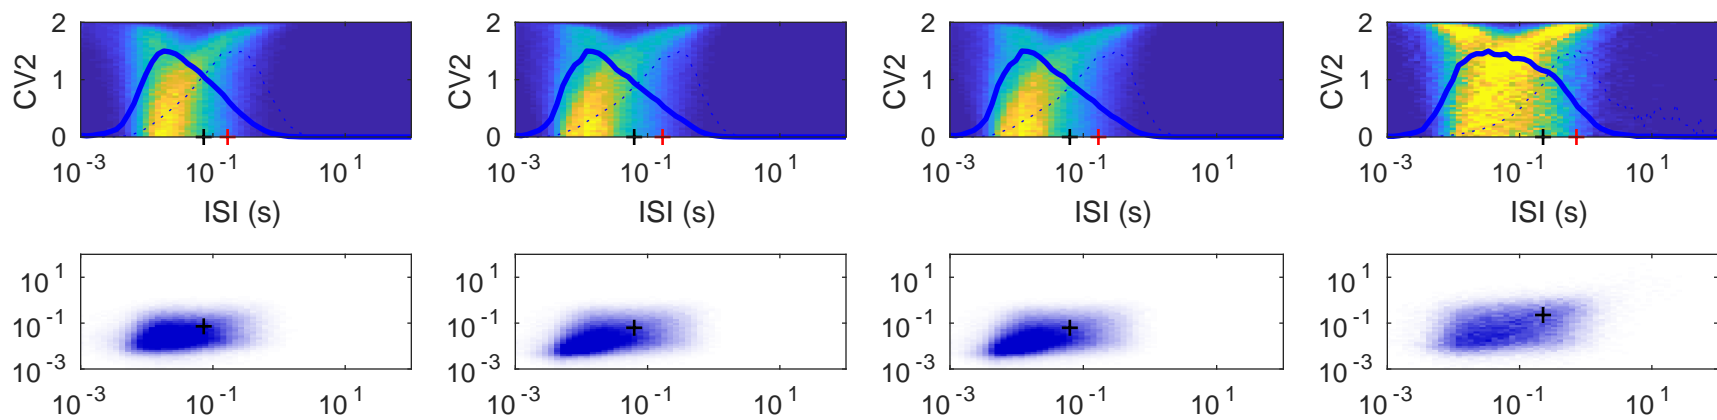 2 2 2 2
CV2 CV2 CV2 CV2
1 1 1 1
0 0 0 0
10^-3 10^-1 10^1 10^-3 10^-1 10^1 10^-3 10^-1 10^1 10^-3 10^-1 10^1
ISI (s) ISI (s) ISI (s) ISI (s)
10^1 10^1 10^1 10^1
10^-1 10^-1 10^-1 10^-1
10^-3 10^-3 10^-3 10^-3
10^-3 10^-1 10^1 10^-3 10^-1 10^1 10^-3 10^-1 10^1 10^-3 10^-1 10^1